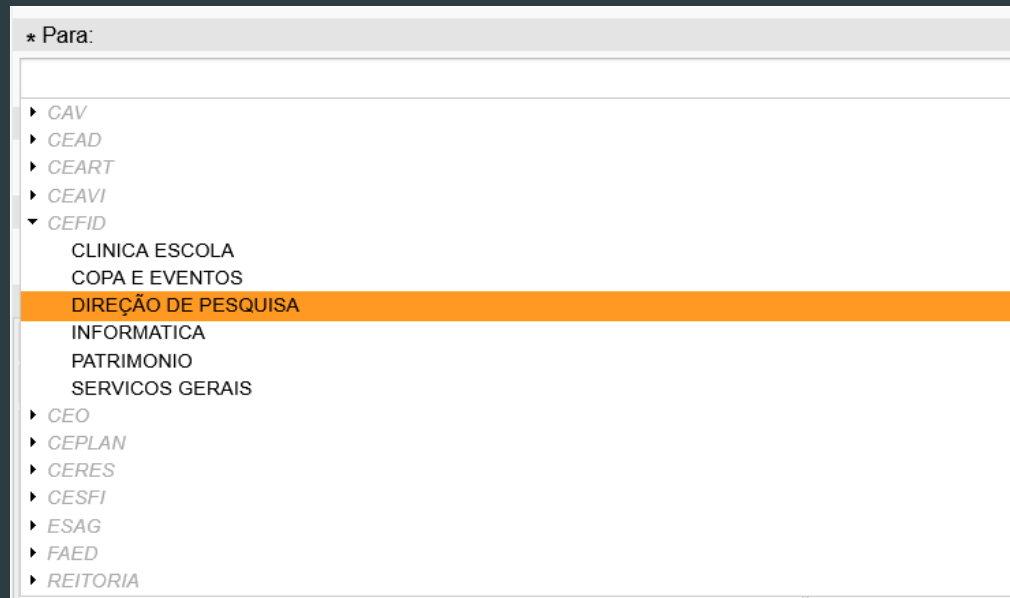 * Para:
CAV
CEAD
CEART
CEAVI
CEFID
CLINICA ESCOLA
COPA E EVENTOS
DIREÇÃO DE PESQUISA
INFORMATICA
PATRIMONIO
SERVICOS GERAIS
CEO
CEPLAN
CERES
CESFI
ESAG
FAED
REITORIA